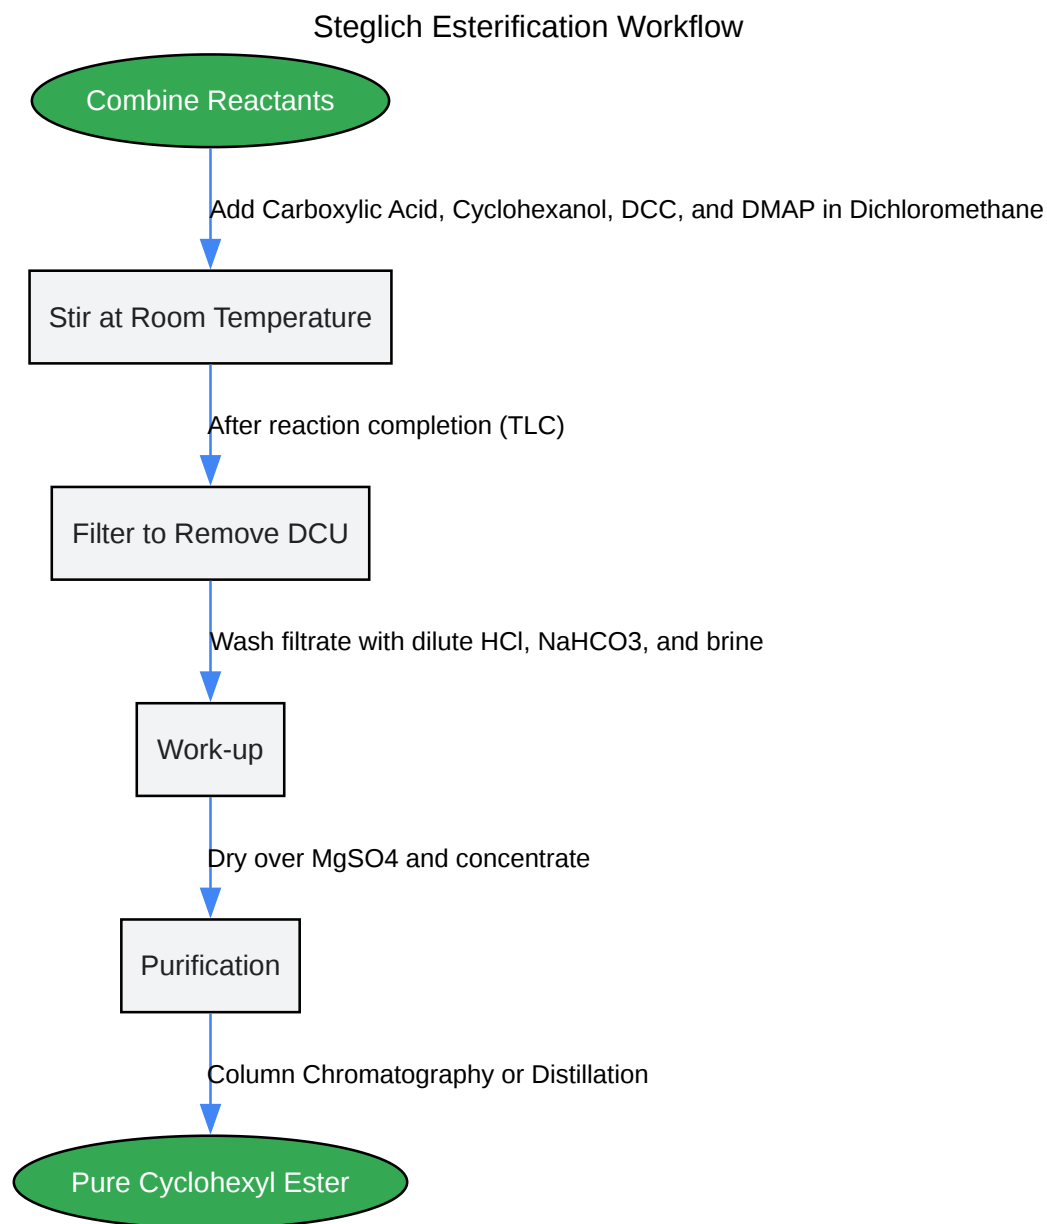 Steglich Esterification Workflow
Combine Reactants
Add Carboxylic Acid, Cyclohexanol, DCC, and DMAP in Dichloromethane
Stir at Room Temperature
After reaction completion (TLC)
Filter to Remove DCU
Wash filtrate with dilute HCl, NaHCO3, and brine
Work-up
Dry over MgSO4 and concentrate
Purification
Column Chromatography or Distillation
Pure Cyclohexyl Ester